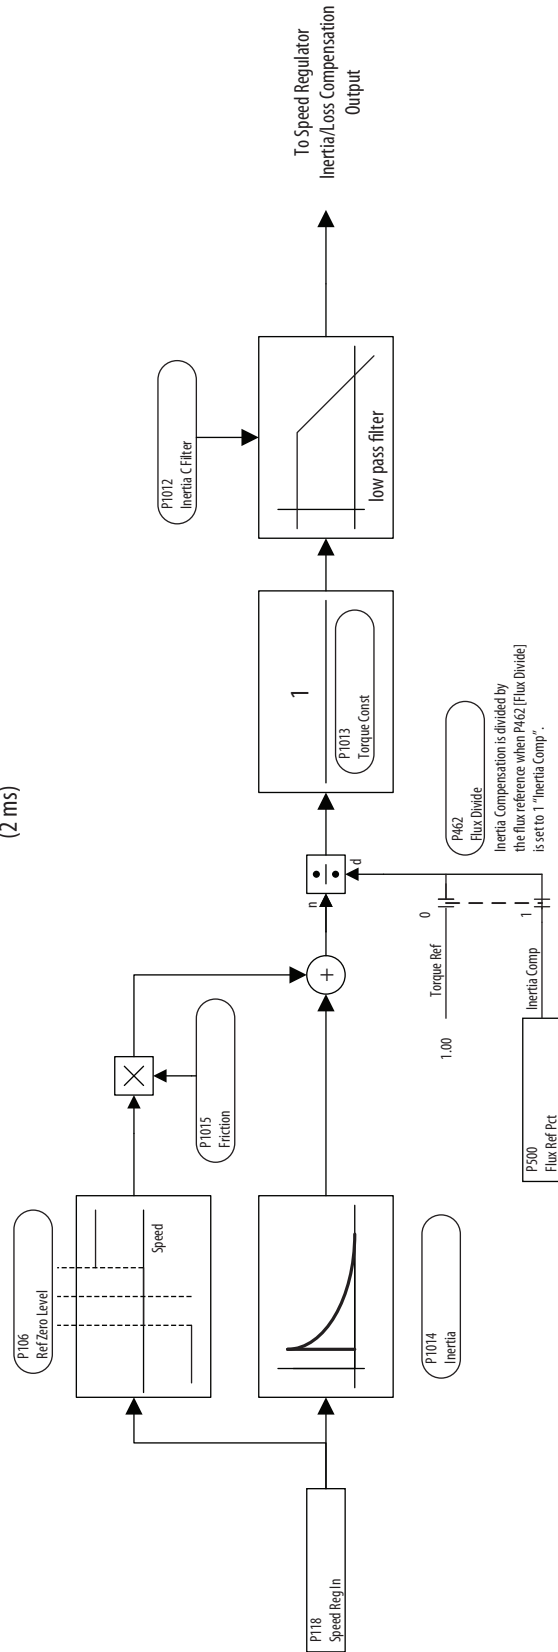 (2 ms)
P118
Speed Reg In
P106
Ref Zero Level
Speed
P1015
Friction
P1014
Inertia
+
n
d
1.00
Torque Ref
0
Inertia Comp
1
P500
Flux Ref Pct
P462
Flux Divide
Inertia Compensation is divided by
the flux reference when P462 [Flux Divide]
is set to 1 “Inertia Comp”.
1
P1013
Torque Const
P1012
Inertia C Filter
low pass filter
To Speed Regulator
Inertia/Loss Compensation
Output